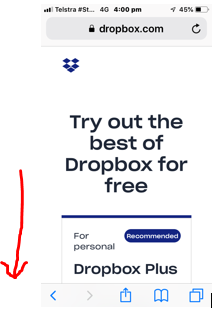 Telstra #St... 4G 4:00 pm 45%
dropbox.com
Try out the
best of
Dropbox for
free
For
personal
Recommended
Dropbox Plus